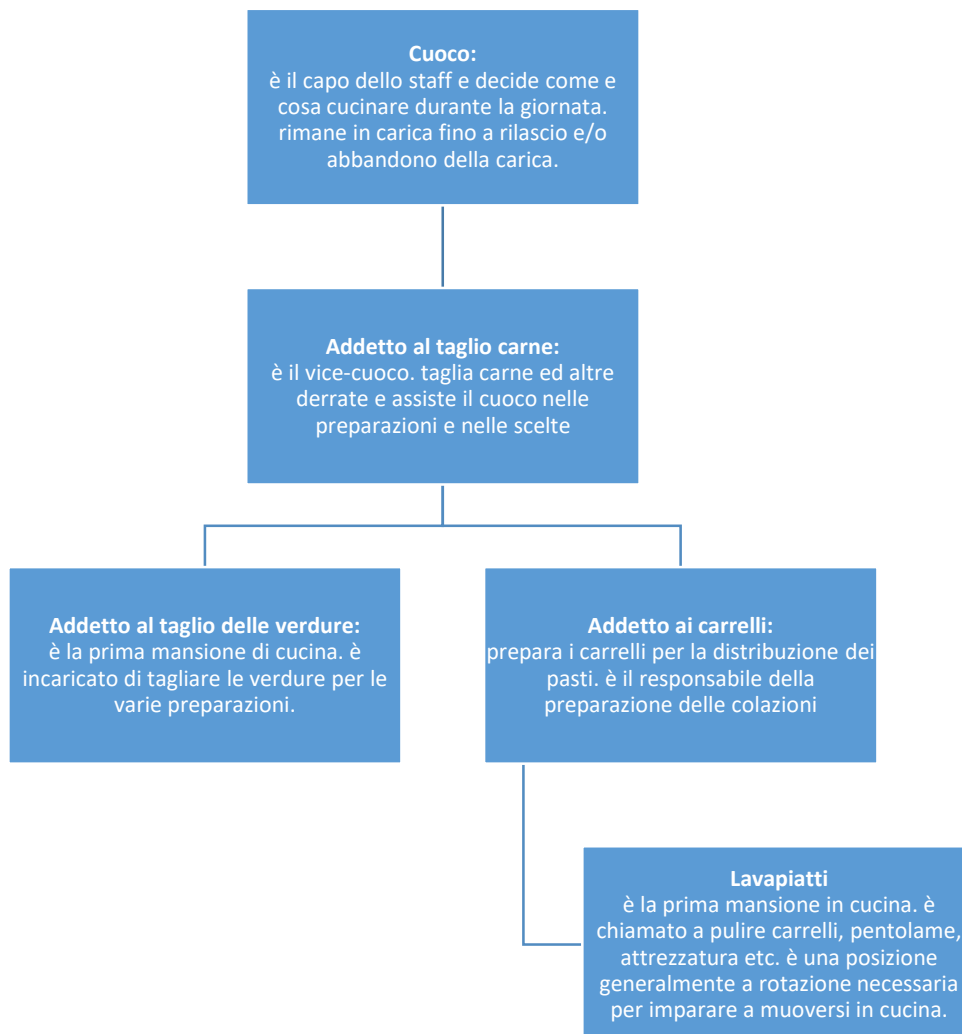 Cuoco:
è il capo dello staff e decide come e
cosa cucinare durante la giornata.
rimane in carica fino a rilascio e/o
abbandono della carica.
Addetto al taglio carne:
è il vice-cuoco. taglia carne ed altre
derrate e assiste il cuoco nelle
preparazioni e nelle scelte
Addetto al taglio delle verdure:
è la prima mansione di cucina. è
incaricato di tagliare le verdure per le
varie preparazioni.
Addetto ai carrelli:
prepara i carrelli per la distribuzione dei
pasti. è il responsabile della
preparazione delle colazioni
Lavapiatti
è la prima mansione in cucina. è
chiamato a pulire carrelli, pentolame,
attrezzatura etc. è una posizione
generalmente a rotazione necessaria
per imparare a muoversi in cucina.